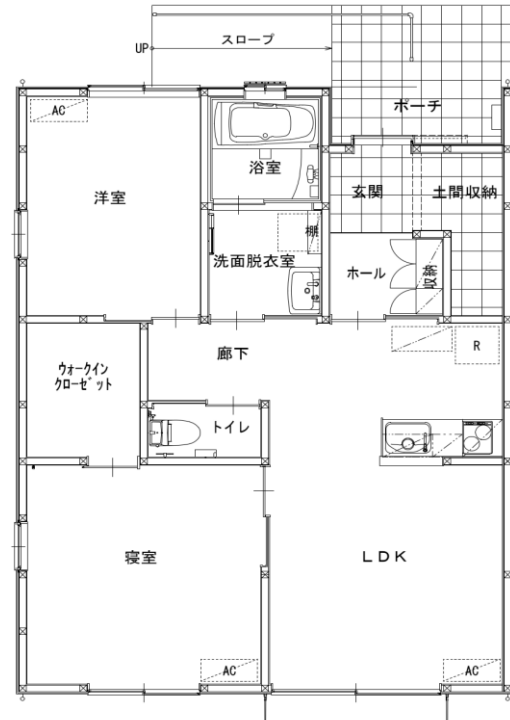 スロープ
UP
ポーチ
AC
浴室
玄関
土間収納
洋室
棚
洗面脱衣室
ホール
収納
R
廊下
ウォークイン
クローゼット
トイレ
寝室
LDK
AC
AC